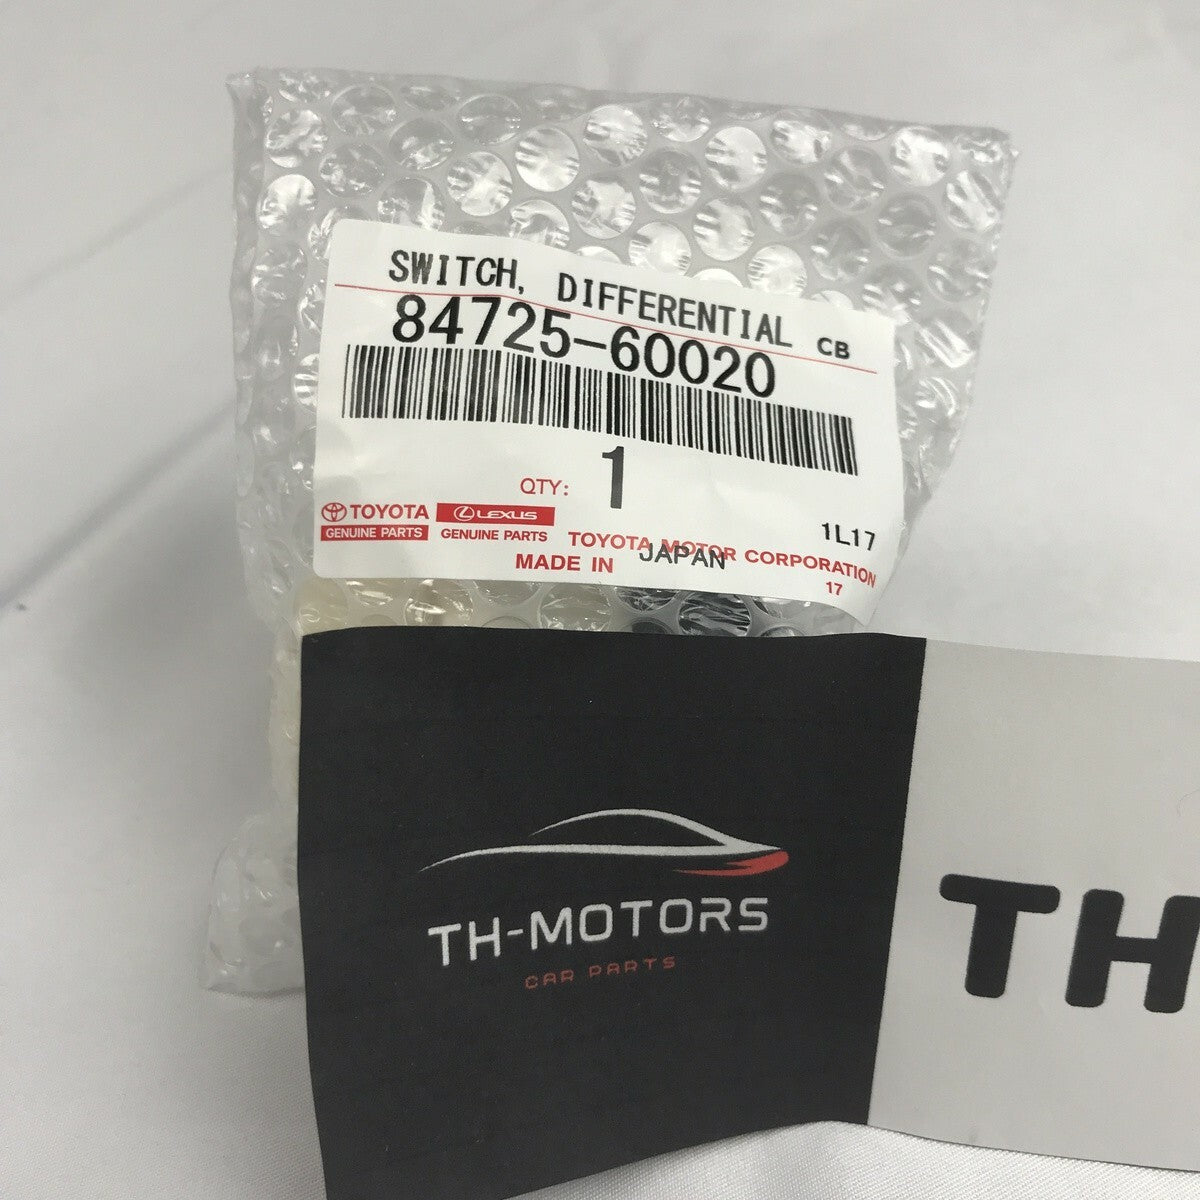 SWITCH, DIFFERENTIAL CB
84725-60020
QTY: 1
TOYOTA LEXUS 1L17
GENUINE PARTS GENUINE PARTS TOYOTA MOTOR CORPORATION
MADE IN JAPAN 17
TH-MOTORS
CAR PARTS
TH